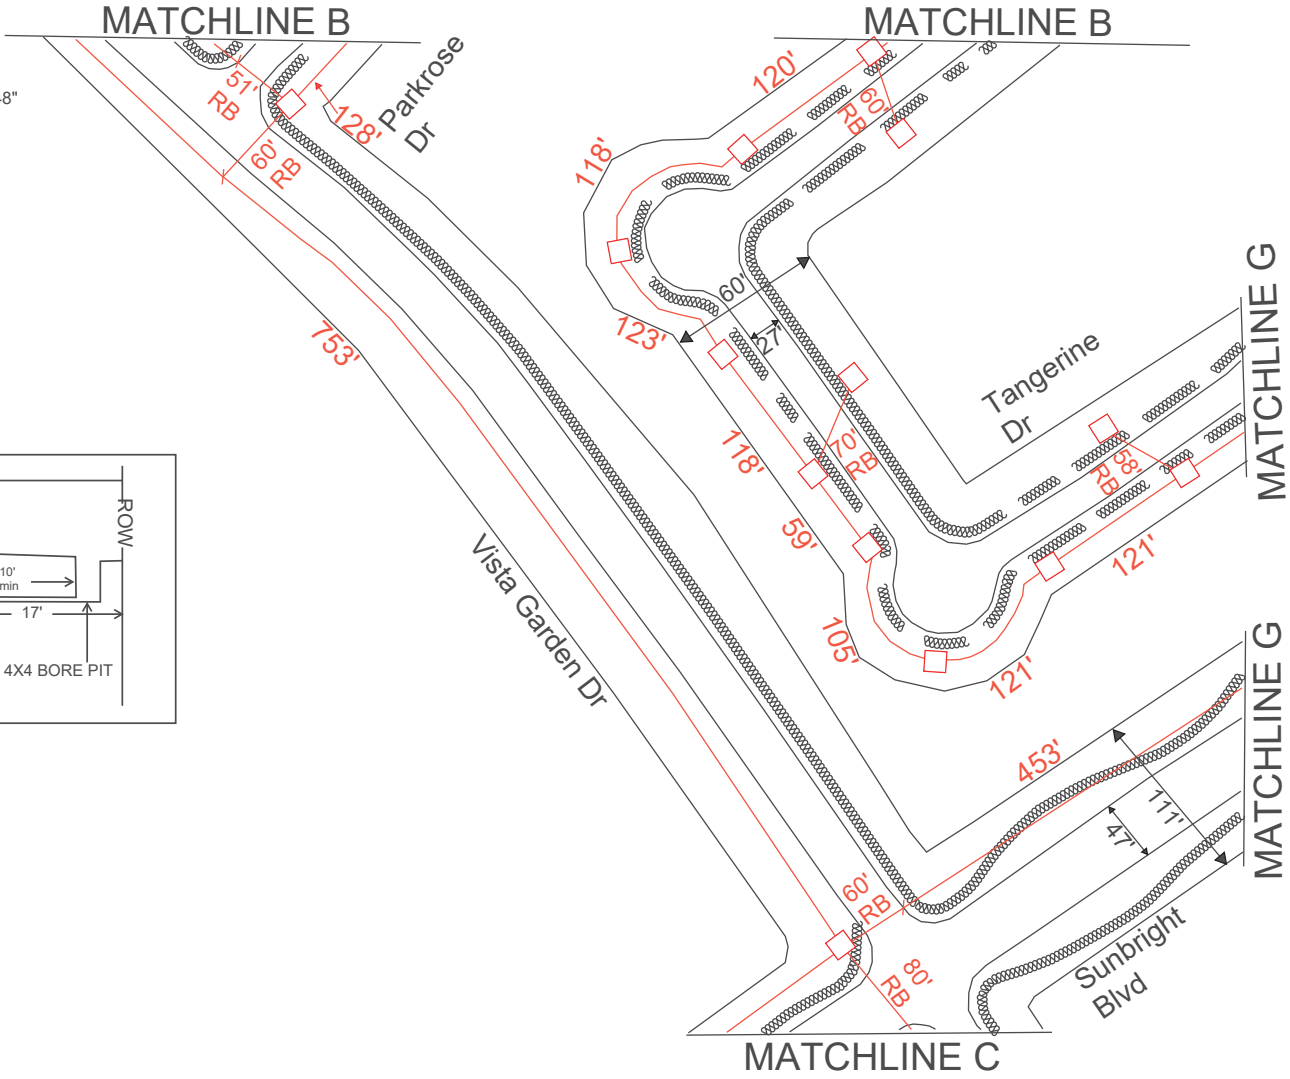 MATCHLINE B
MATCHLINE B
48"
51'
RB
60'
RB
128'
Parkrose
Dr
120'
60'
RB
118'
123'
60'
27'
753'
118'
70'
RB
59'
Tangerine
Dr
58'
RB
121'
MATCHLINE G
ROW
10'
min
17'
4X4 BORE PIT
Vista Garden Dr
105'
121'
453'
111'
47'
MATCHLINE G
60'
RB
80'
RB
Sunbright
Blvd
MATCHLINE C